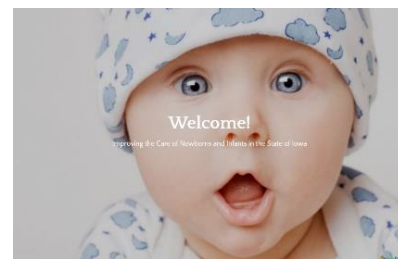 Welcome!
Improving the Care of Newborns and Infants in the State of Iowa